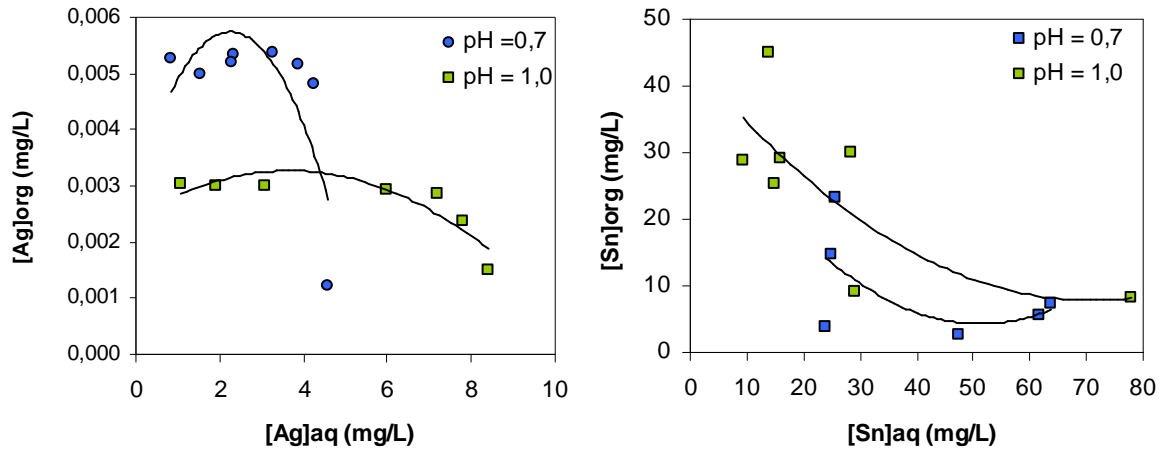 0,006
0,005
0,004
0,003
0,002
0,001
0,000
[Ag]org (mg/L)
0 2 4 6 8 10
[Ag]aq (mg/L)
pH =0,7
pH = 1,0
50
40
30
20
10
0
[Sn]org (mg/L)
0 10 20 30 40 50 60 70 80
[Sn]aq (mg/L)
pH = 0,7
pH = 1,0